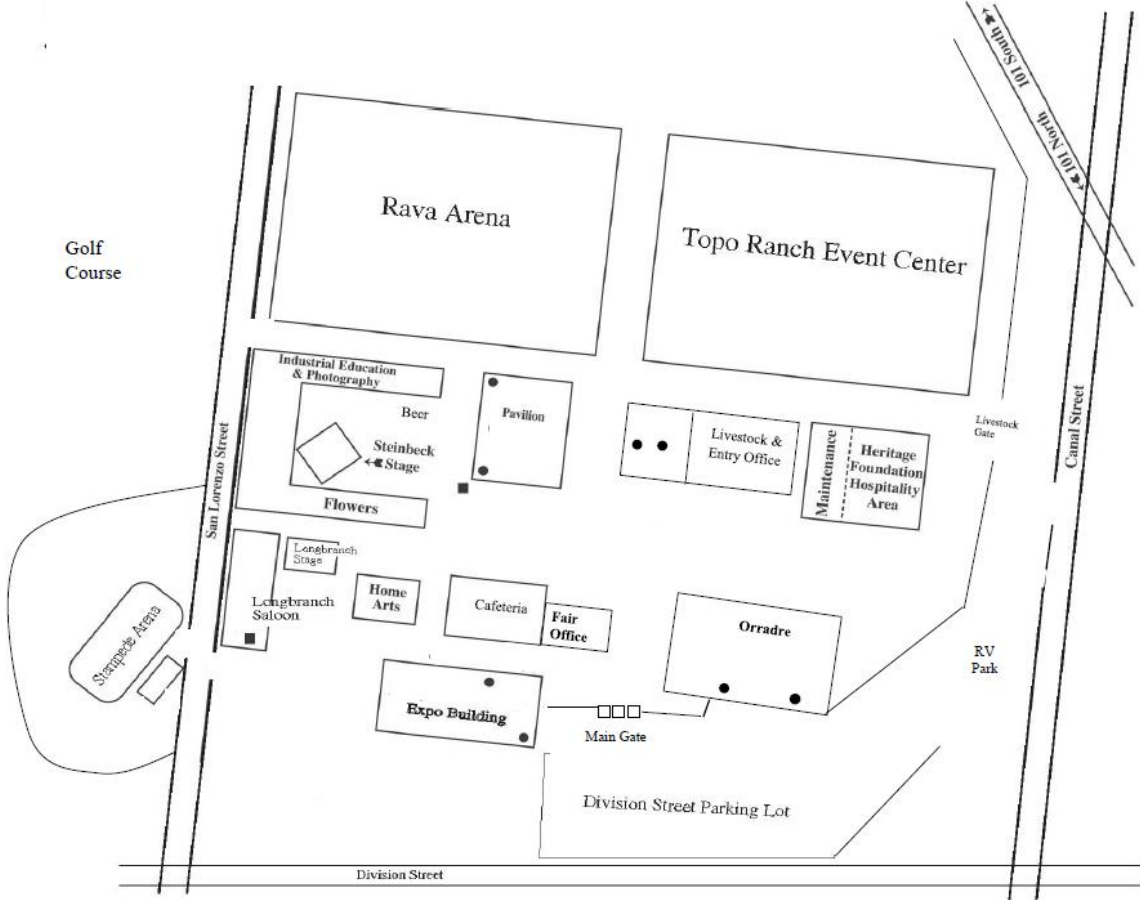 101 South
101 North
Rava Arena
Topo Ranch Event Center
Golf
Course
Industrial Education
& Photography
Beer
Steinbeck
Stage
Pavilion
Livestock &
Entry Office
Maintenance
Heritage
Foundation
Hospitality
Area
Livestock
Gate
Canal Street
San Lorenzo Street
Flowers
Longbranch
Stage
Longbranch
Saloon
Home
Arts
Cafeteria
Fair
Office
Orradre
RV
Park
Stampede Arena
Expo Building
Main Gate
Division Street Parking Lot
Division Street